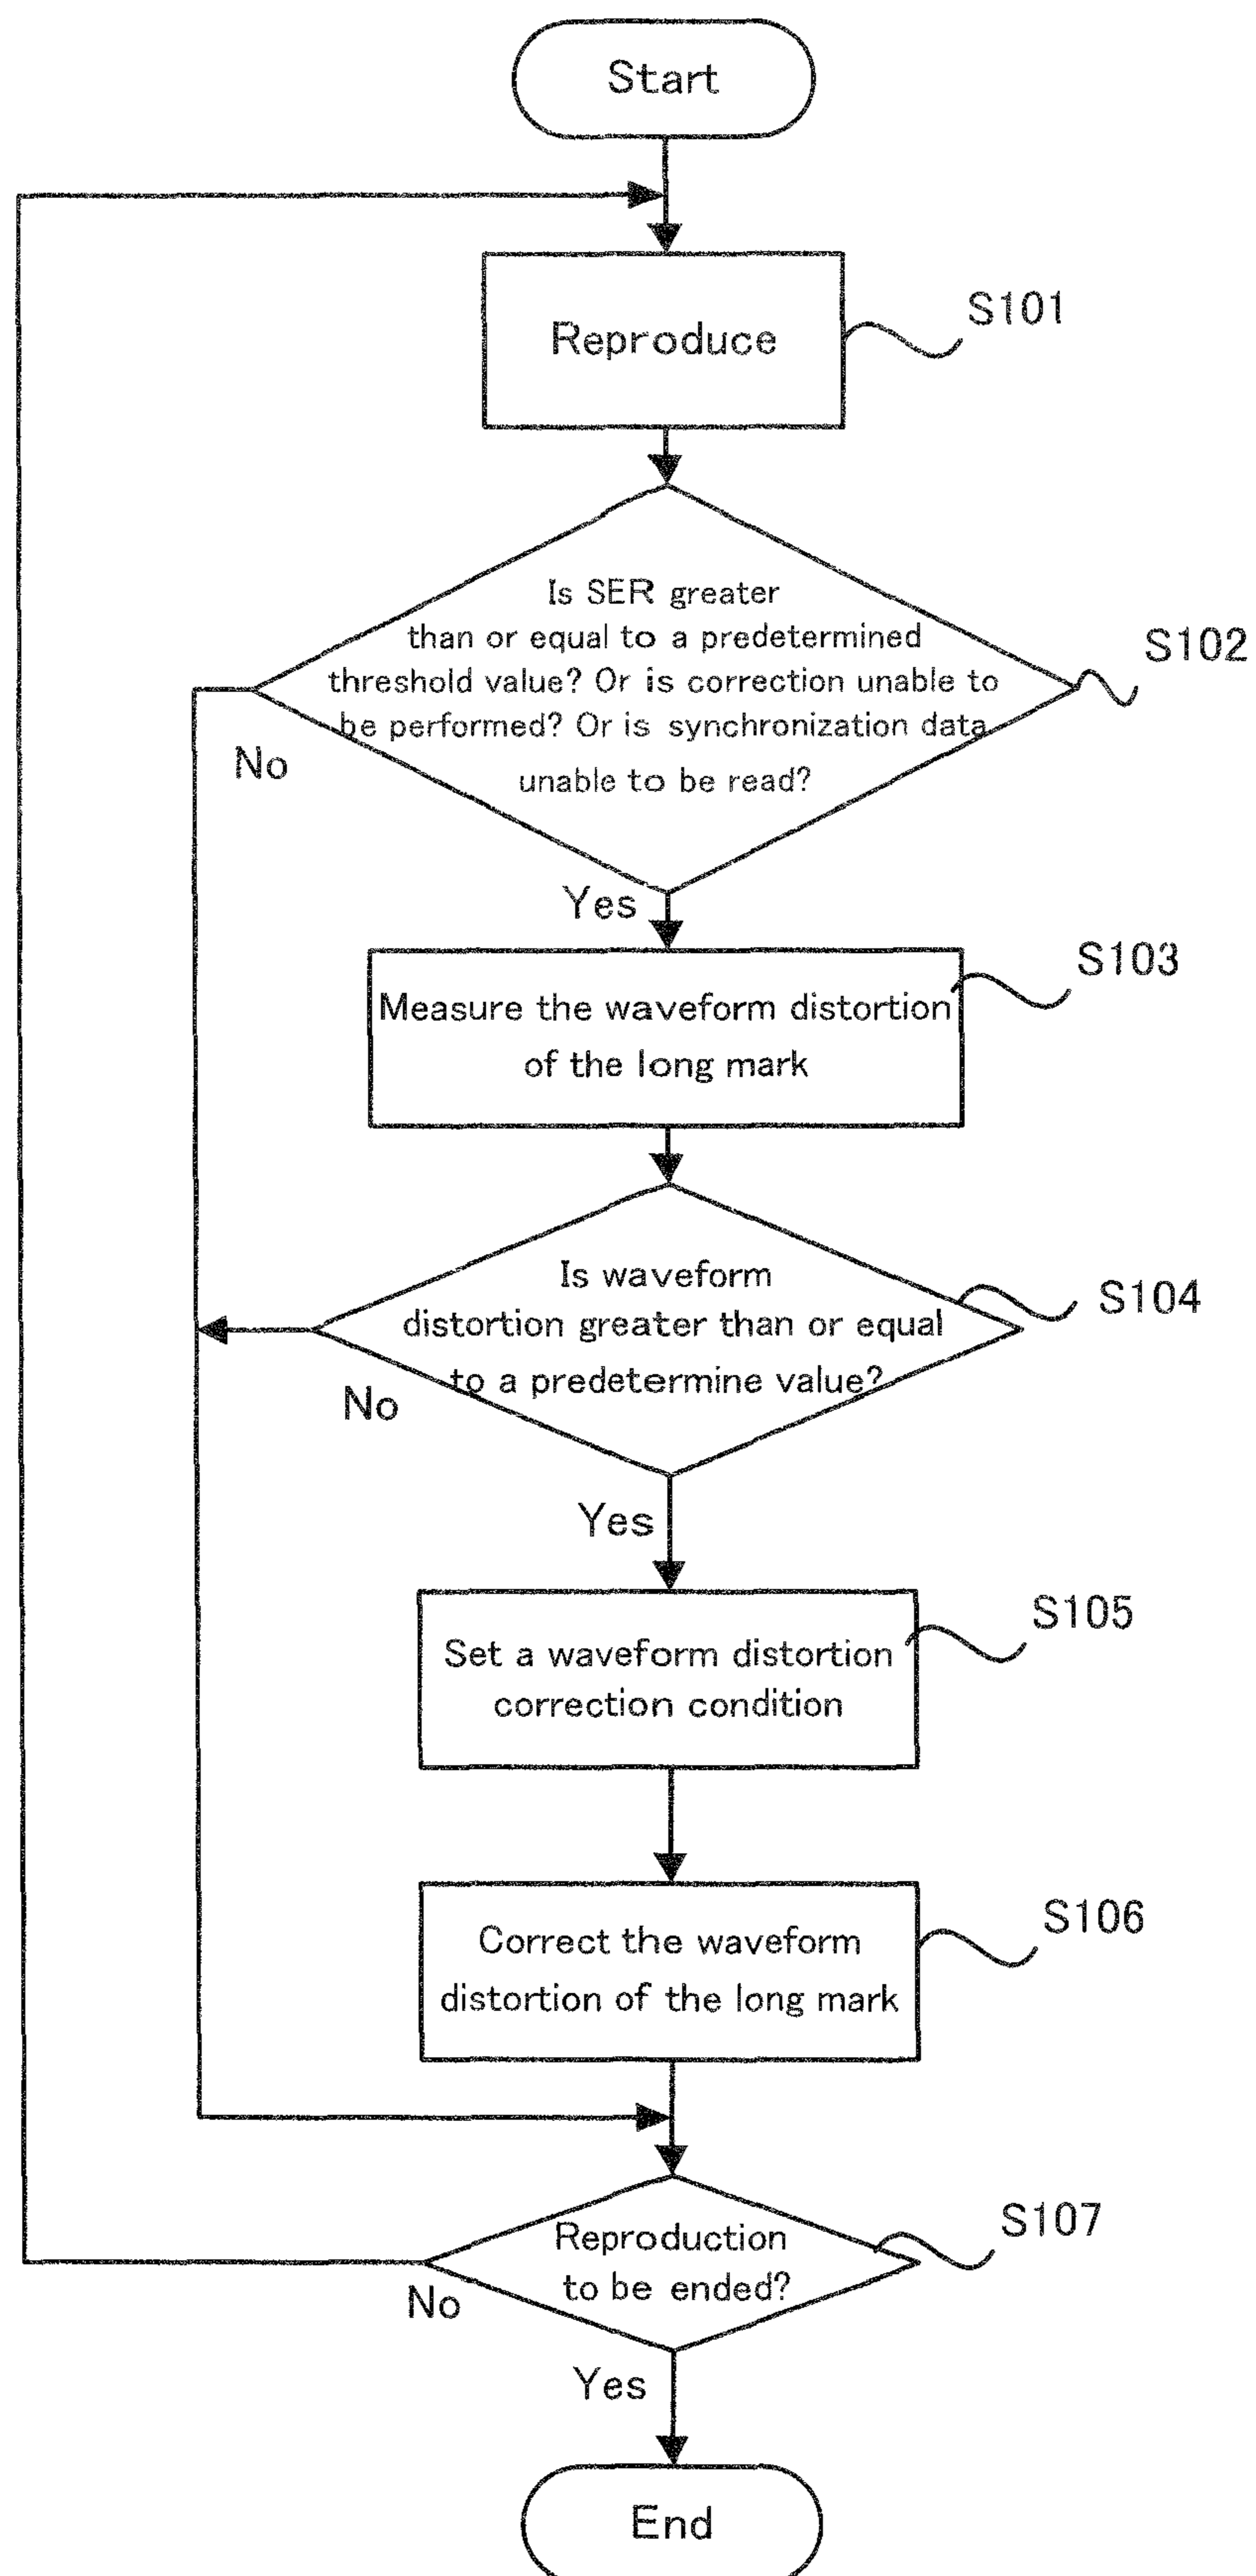 Start
Reproduce
S101
Is SER greater
than or equal to a predetermined
threshold value? Or is correction unable to
be performed? Or is synchronization data
unable to be read?
S102
No
Yes
Measure the waveform distortion
of the long mark
S103
Is waveform
distortion greater than or equal
to a predetermine value?
S104
No
Yes
Set a waveform distortion
correction condition
S105
Correct the waveform
distortion of the long mark
S106
Reproduction
to be ended?
S107
No
Yes
End